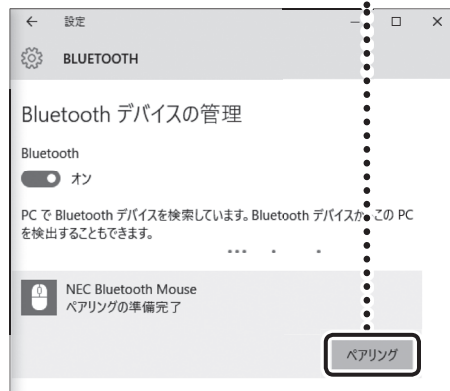 設定
BLUETOOTH
Bluetooth デバイスの管理
Bluetooth
オン
PC で Bluetooth デバイスを検索しています。Bluetooth デバイスが、この PC
を検出することもできます。
NEC Bluetooth Mouse
ペアリングの準備完了
ペアリング